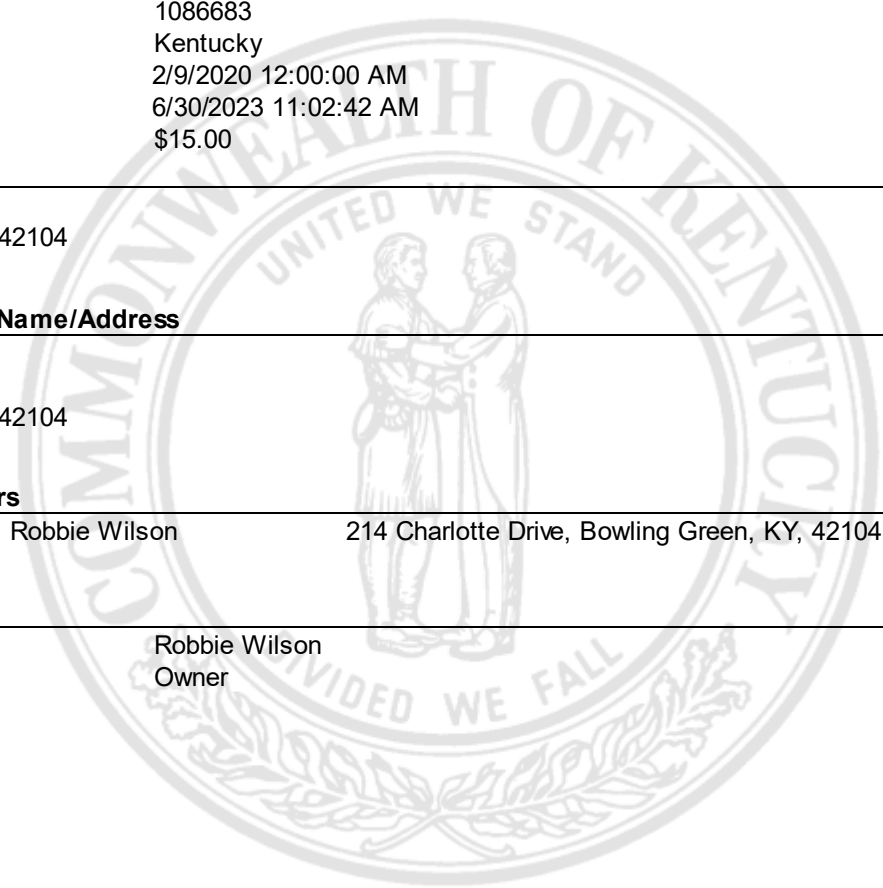 1086683
Kentucky
2/9/2020 12:00:00 AM
6/30/2023 11:02:42 AM
$15.00
42104
Name/Address
42104
rs
Robbie Wilson 214 Charlotte Drive, Bowling Green, KY, 42104
Robbie Wilson
Owner
COMMONWEALTH OF KENTUCKY
UNITED WE STAND
DIVIDED WE FALL